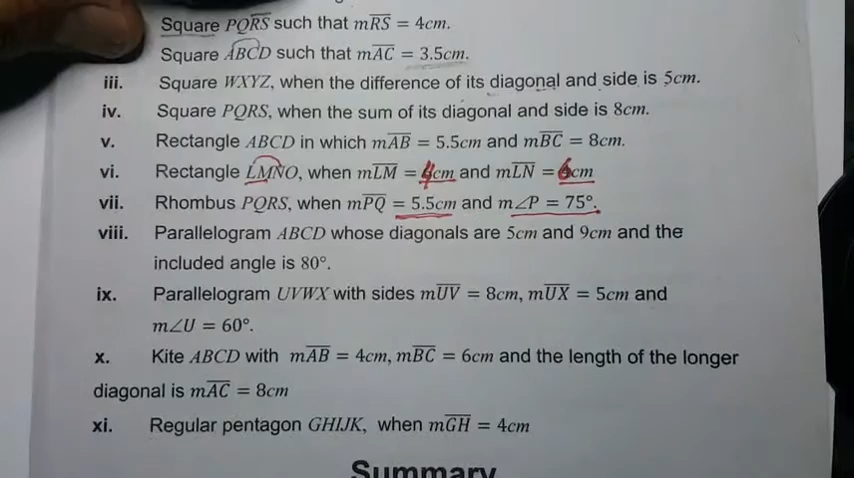 Square PQRS such that mRS̅ = 4cm.
Square ABCD such that mAC̅ = 3.5cm.
iii. Square WXYZ, when the difference of its diagonal and side is 5cm.
iv. Square PQRS, when the sum of its diagonal and side is 8cm.
v. Rectangle ABCD in which mAB̅ = 5.5cm and mBC̅ = 8cm.
vi. Rectangle LMNO, when mLM̅ = 4cm and mLN̅ = 6cm
vii. Rhombus PQRS, when mPQ̅ = 5.5cm and m∠P = 75°.
viii. Parallelogram ABCD whose diagonals are 5cm and 9cm and the
included angle is 80°.
ix. Parallelogram UVWX with sides mUV̅ = 8cm, mUX̅ = 5cm and
m∠U = 60°.
x. Kite ABCD with mAB̅ = 4cm, mBC̅ = 6cm and the length of the longer
diagonal is mAC̅ = 8cm
xi. Regular pentagon GHIJK, when mGH̅ = 4cm
Summary